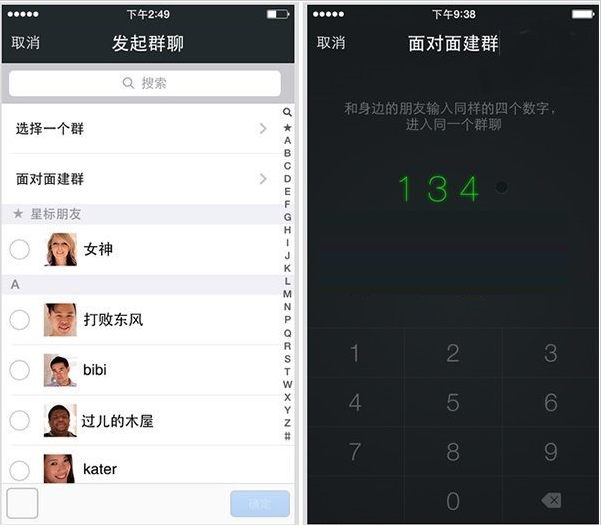 下午2:49
取消
发起群聊
搜索
选择一个群
面对面建群
★ 星标朋友
女神
A
打败东风
bibi
过儿的木屋
kater
确定
★
A
B
C
D
E
F
G
H
I
J
K
L
M
N
P
Q
R
S
T
W
X
Y
Z
#
下午9:38
取消
面对面建群
和身边的朋友输入同样的四个数字，
进入同一个群聊
1 3 4
1 2 3
4 5 6
7 8 9
0